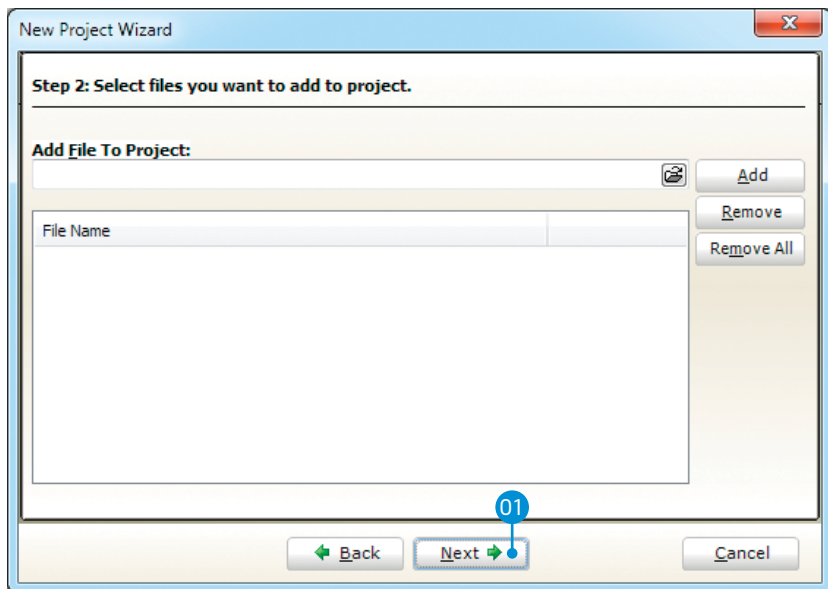 New Project Wizard
Step 2: Select files you want to add to project.
Add File To Project:
Add
Remove
File Name
Remove All
01
Back
Next
Cancel